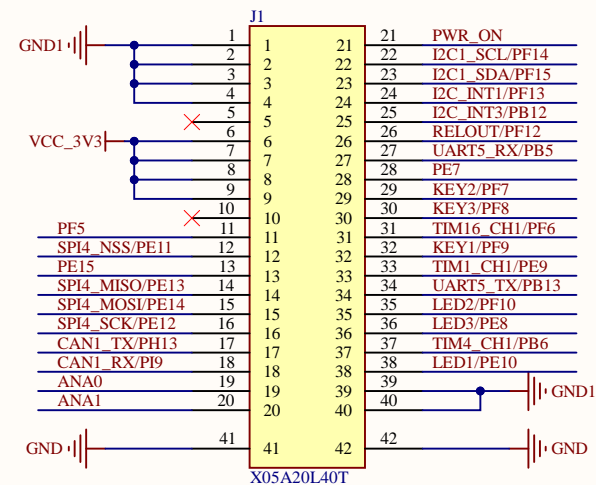 J1
1 1 21 21 PWR_ON
GND1 2 2 22 22 I2C1_SCL/PF14
3 3 23 23 I2C1_SDA/PF15
4 4 24 24 I2C_INT1/PF13
5 5 25 25 I2C_INT3/PB12
VCC_3V3 6 6 26 26 RELOUT/PF12
7 7 27 27 UART5_RX/PB5
8 8 28 28 PE7
9 9 29 29 KEY2/PF7
10 10 30 30 KEY3/PF8
PF5 11 11 31 31 TIM16_CH1/PF6
SPI4_NSS/PE11 12 12 32 32 KEY1/PF9
PE15 13 13 33 33 TIM1_CH1/PE9
SPI4_MISO/PE13 14 14 34 34 UART5_TX/PB13
SPI4_MOSI/PE14 15 15 35 35 LED2/PF10
SPI4_SCK/PE12 16 16 36 36 LED3/PE8
CAN1_TX/PH13 17 17 37 37 TIM4_CH1/PB6
CAN1_RX/PI9 18 18 38 38 LED1/PE10
ANA0 19 19 39 39 GND1
ANA1 20 20 40 40
GND 41 41 42 42 GND
X05A20L40T